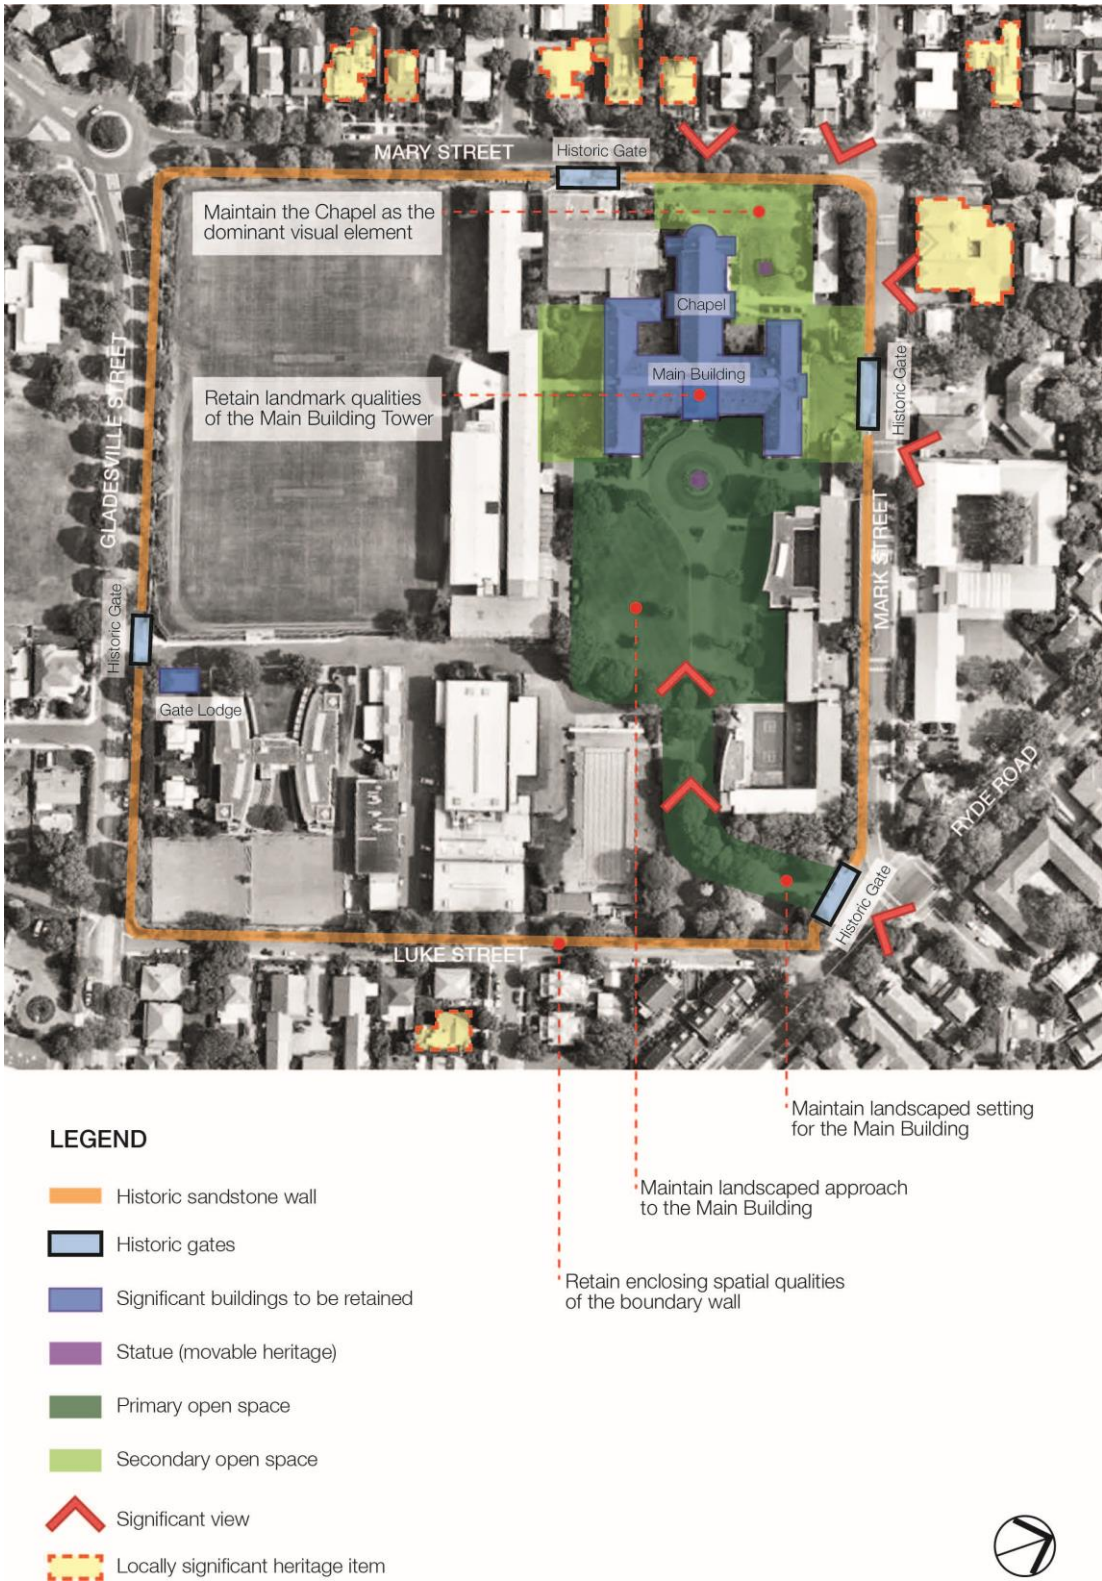 MARY STREET
Historic Gate
Maintain the Chapel as the
dominant visual element
Chapel
Main Building
Retain landmark qualities
of the Main Building Tower
Historic Gate
GLADESVILLE STREET
MARK STREET
Historic Gate
Gate Lodge
RYDE ROAD
Historic Gate
LUKE STREET
Maintain landscaped setting
for the Main Building
Maintain landscaped approach
to the Main Building
Retain enclosing spatial qualities
of the boundary wall
LEGEND
Historic sandstone wall
Historic gates
Significant buildings to be retained
Statue (movable heritage)
Primary open space
Secondary open space
Significant view
Locally significant heritage item